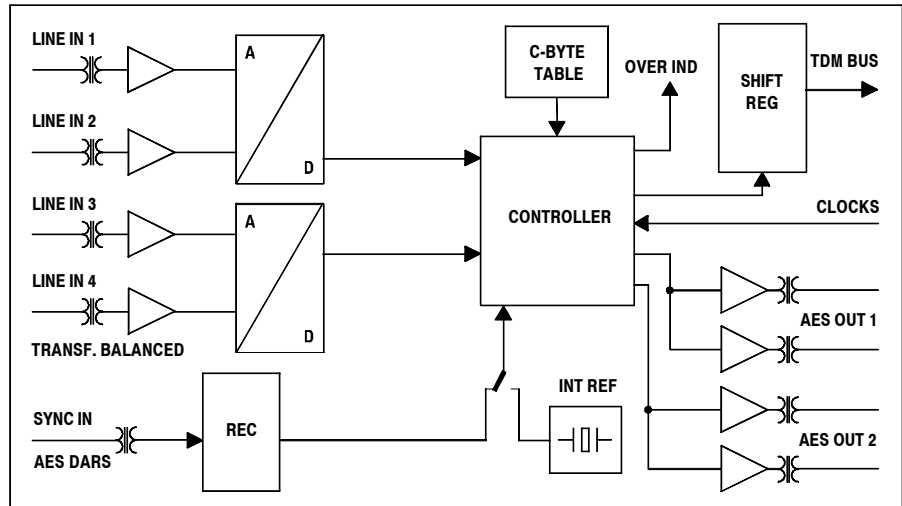 LINE IN 1
A
D
LINE IN 2
LINE IN 3
A
D
LINE IN 4
TRANSF. BALANCED
SYNC IN
AES DARS
REC
INT REF
C-BYTE
TABLE
OVER IND
CONTROLLER
SHIFT
REG
TDM BUS
CLOCKS
AES OUT 1
AES OUT 2